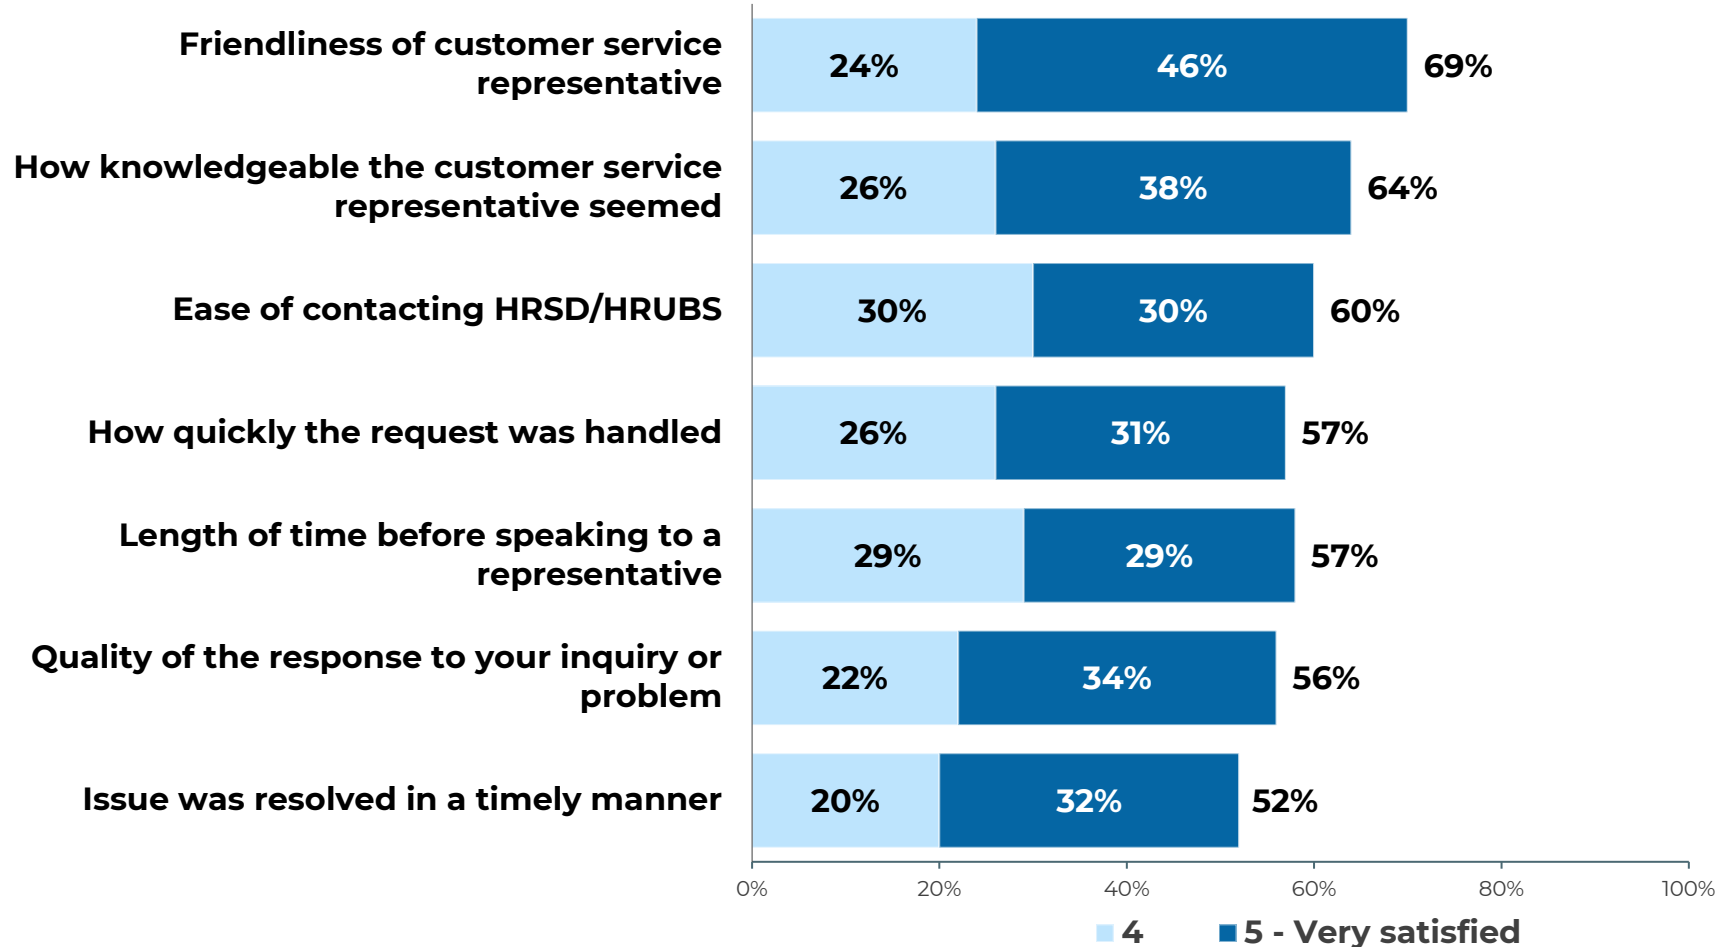 Friendliness of customer service
representative
24% 46% 69%
How knowledgeable the customer service
representative seemed
26% 38% 64%
Ease of contacting HRSD/HRUBS
30% 30% 60%
How quickly the request was handled
26% 31% 57%
Length of time before speaking to a
representative
29% 29% 57%
Quality of the response to your inquiry or
problem
22% 34% 56%
Issue was resolved in a timely manner
20% 32% 52%
0% 20% 40% 60% 80% 100%
4 5 - Very satisfied